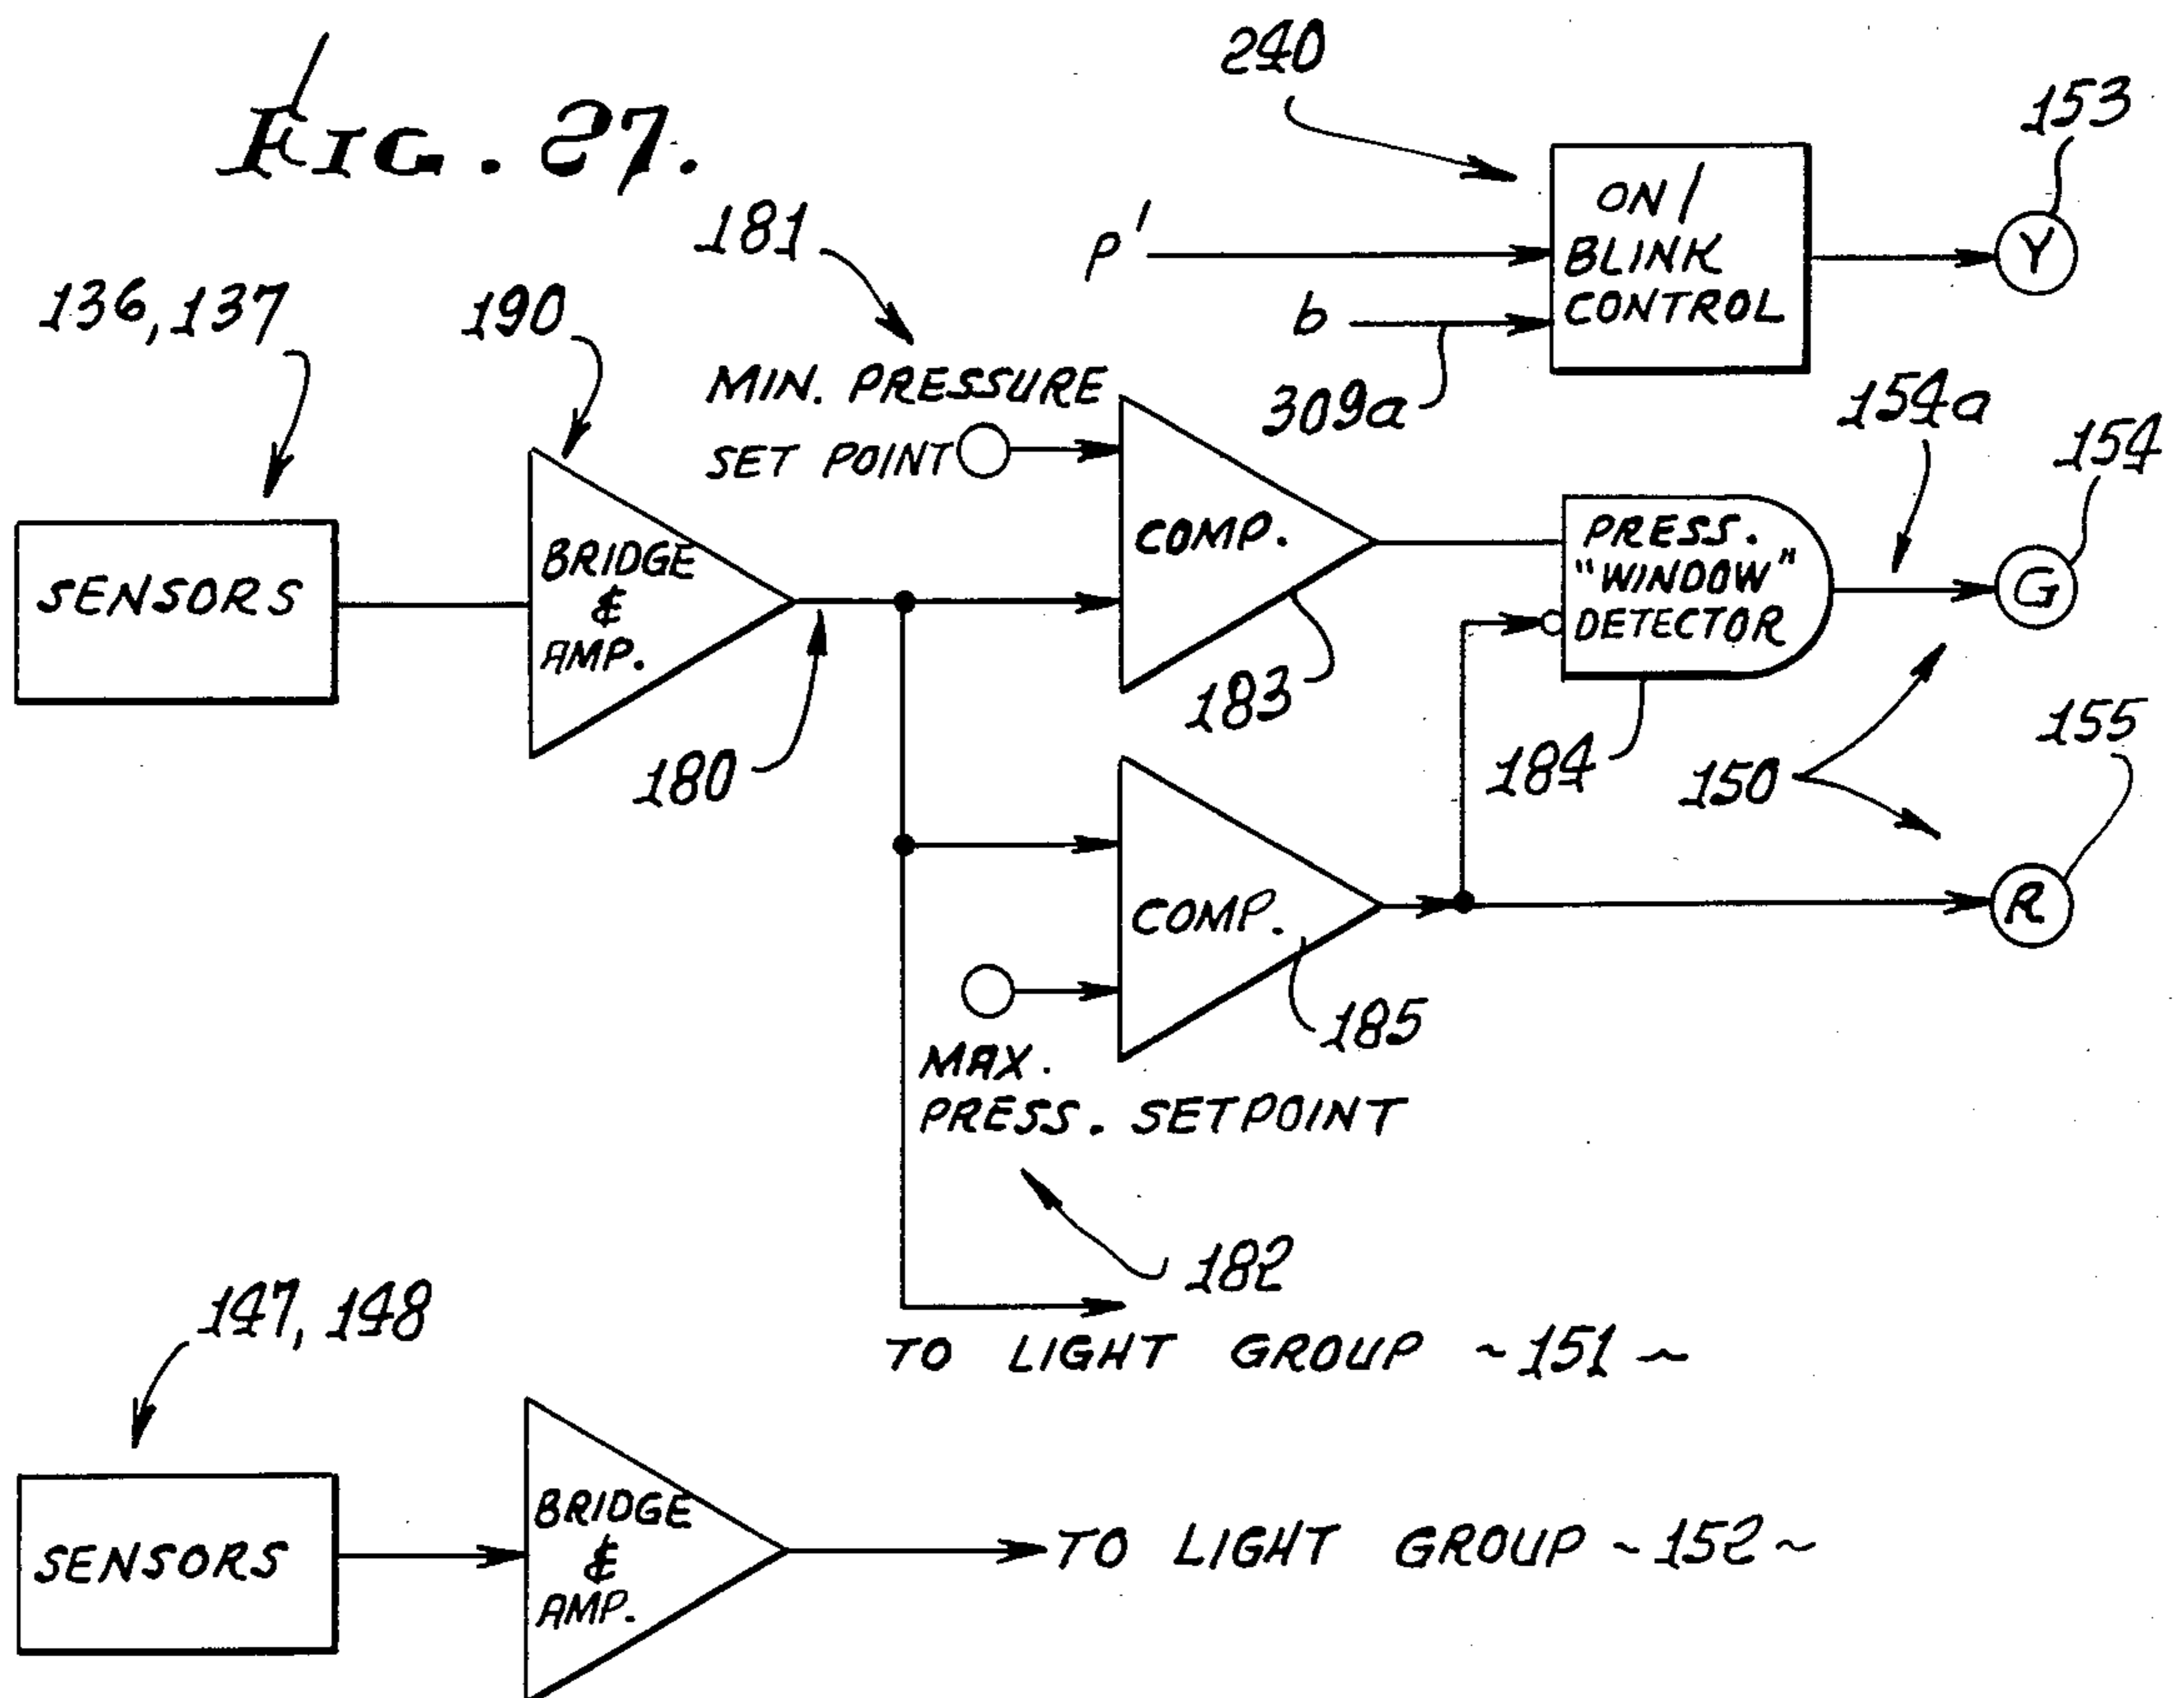 FIG. 27.
240
153
181
P'
ON/
BLINK
CONTROL
Y
136, 137
190
b
309a
MIN. PRESSURE
SET POINT
154a
154
SENSORS
BRIDGE
&
AMP.
COMP.
PRESS.
"WINDOW"
DETECTOR
G
180
183
184
150
155
COMP.
R
185
MAX.
PRESS. SETPOINT
182
147, 148
TO LIGHT GROUP ~151~
SENSORS
BRIDGE
&
AMP.
TO LIGHT GROUP ~152~